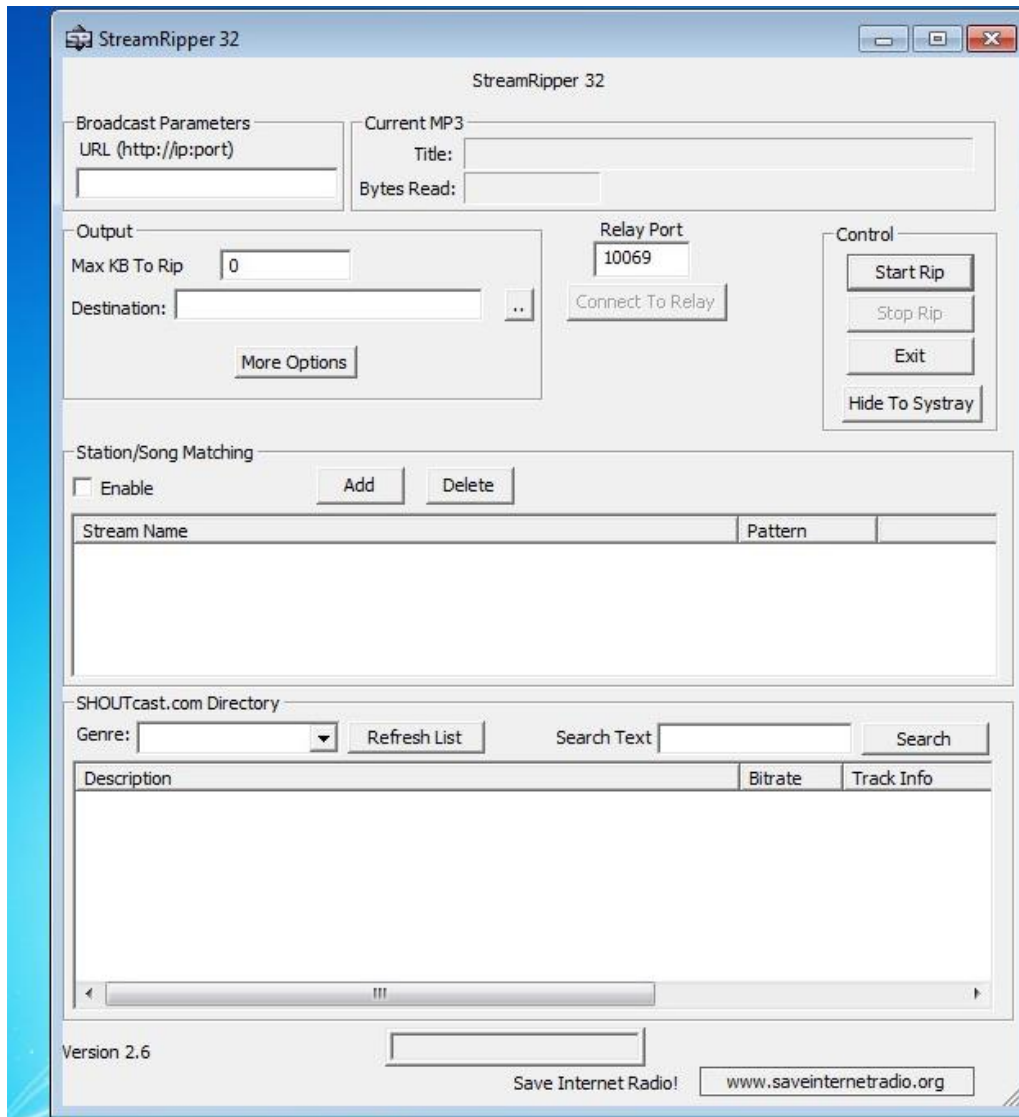 StreamRipper 32
StreamRipper 32
Broadcast Parameters
URL (http://ip:port)
Current MP3
Title:
Bytes Read:
Output
Max KB To Rip 0
Destination: ..
More Options
Relay Port
10069
Connect To Relay
Control
Start Rip
Stop Rip
Exit
Hide To Systray
Station/Song Matching
Enable Add Delete
Stream Name Pattern
SHOUTcast.com Directory
Genre: Refresh List Search Text Search
Description Bitrate Track Info
Version 2.6
Save Internet Radio! www.saveinternetradio.org